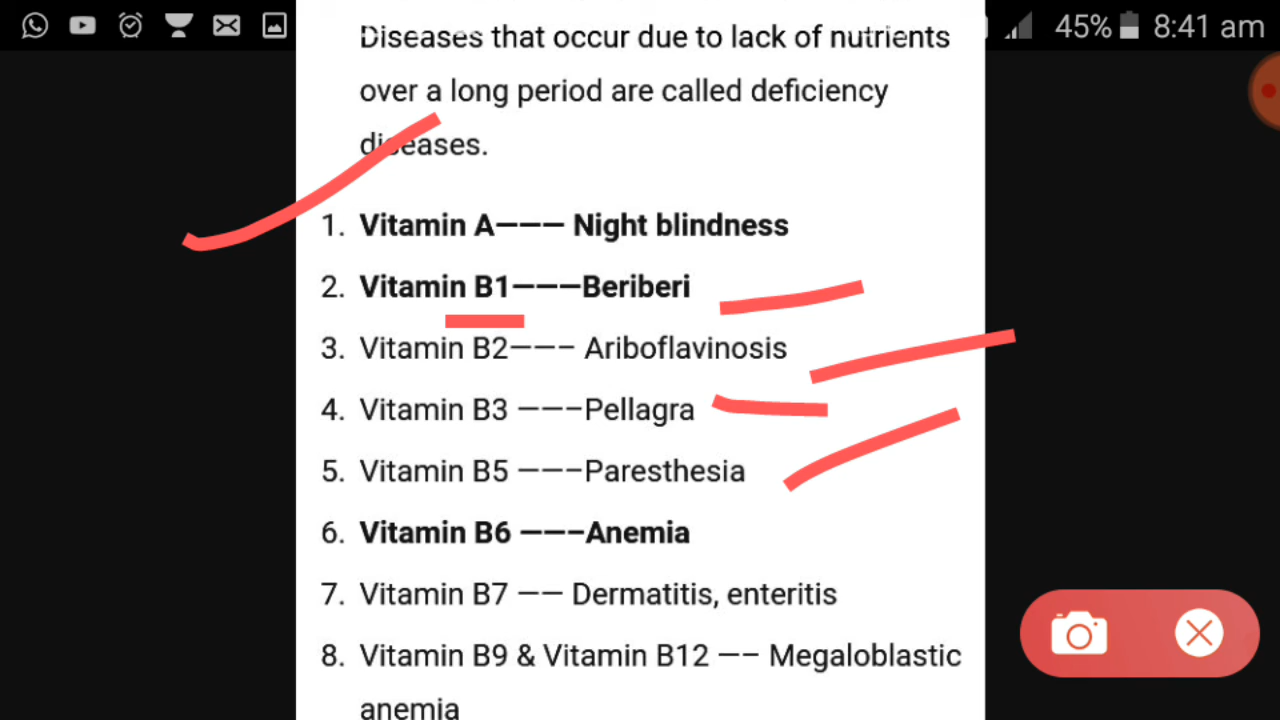 45% 8:41 am
Diseases that occur due to lack of nutrients
over a long period are called deficiency
diseases.
1. Vitamin A––– Night blindness
2. Vitamin B1–––Beriberi
3. Vitamin B2––– Ariboflavinosis
4. Vitamin B3 –––Pellagra
5. Vitamin B5 –––Paresthesia
6. Vitamin B6 –––Anemia
7. Vitamin B7 –– Dermatitis, enteritis
8. Vitamin B9 & Vitamin B12 –– Megaloblastic
anemia